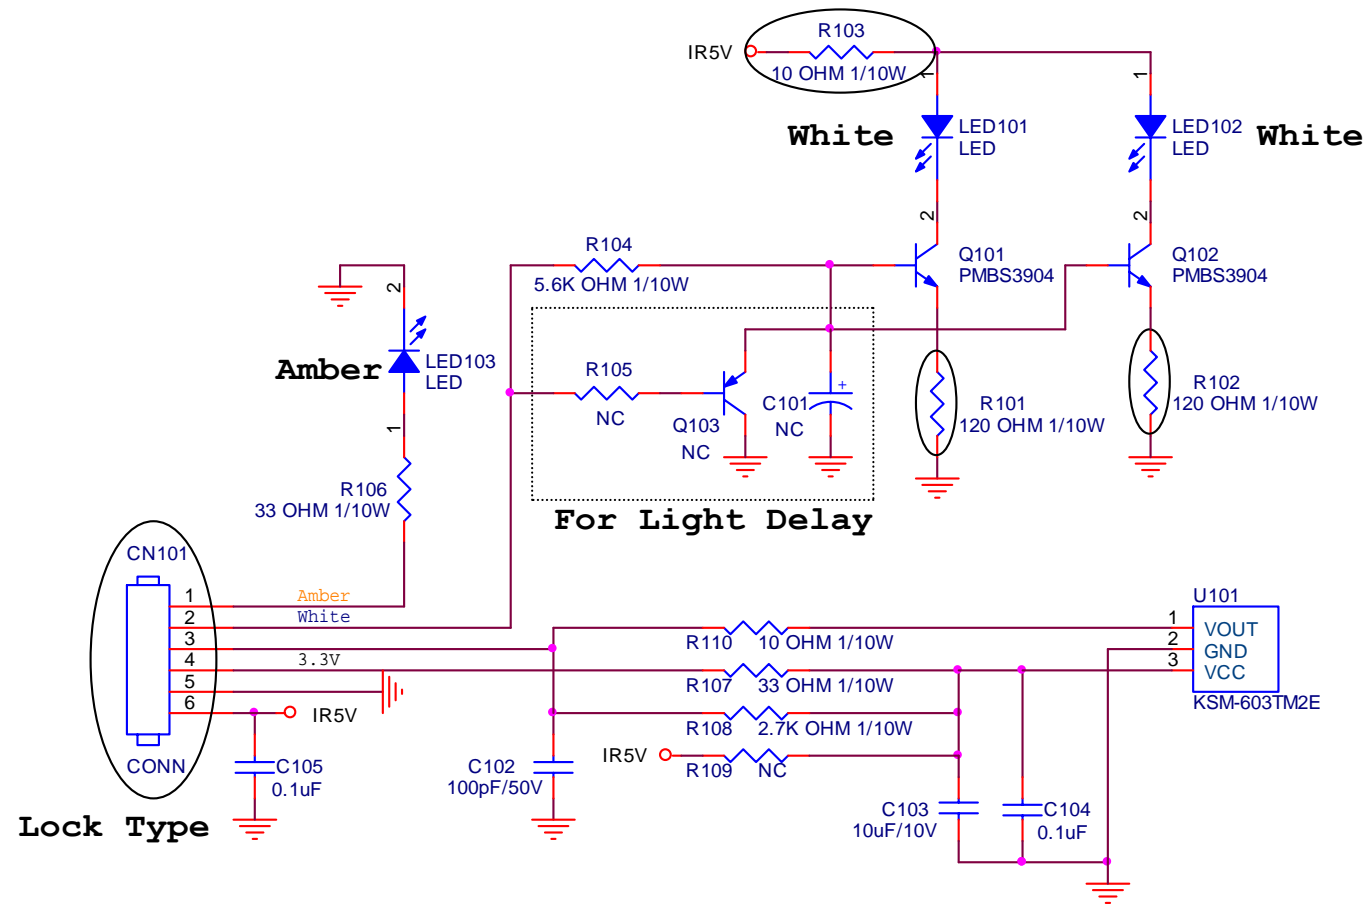 R103
IR5V
10 OHM 1/10W
1
1
White
LED101
LED
LED102
LED
White
2
2
R104
5.6K OHM 1/10W
Q101
PMBS3904
Q102
PMBS3904
2
Amber
LED103
LED
1
R105
NC
Q103
NC
C101
NC
+
R101
120 OHM 1/10W
R102
120 OHM 1/10W
R106
33 OHM 1/10W
For Light Delay
CN101
1
Amber
2
White
3
4
3.3V
5
6
IR5V
CONN
C105
0.1uF
Lock Type
U101
1
VOUT
2
GND
3
VCC
KSM-603TM2E
R110
10 OHM 1/10W
R107
33 OHM 1/10W
R108
2.7K OHM 1/10W
IR5V
R109
NC
C102
100pF/50V
C103
10uF/10V
C104
0.1uF